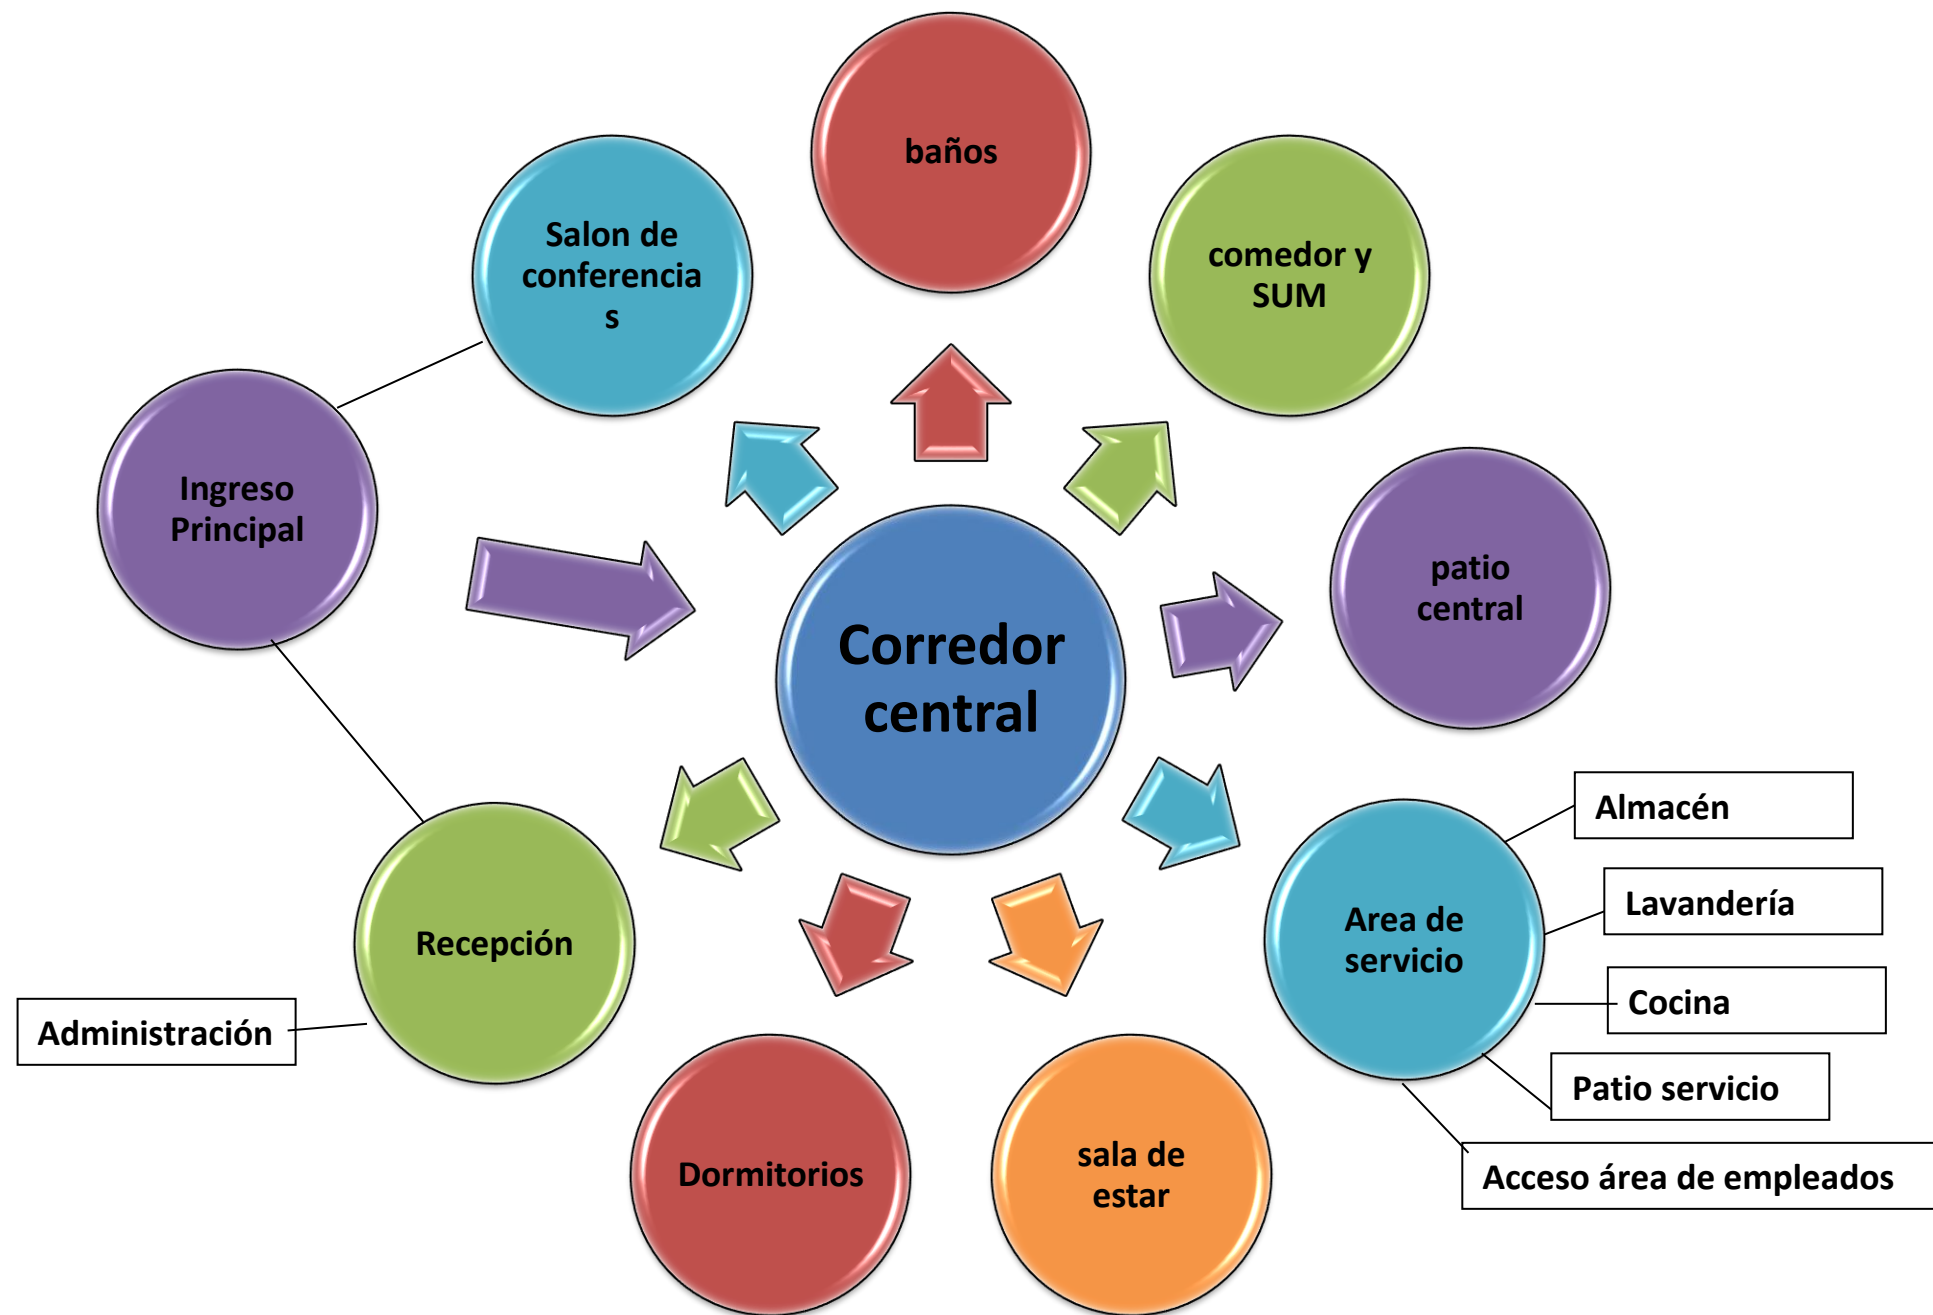 baños
Salon de
conferencia
s
comedor y
SUM
Ingreso
Principal
patio
central
Corredor
central
Almacén
Lavandería
Area de
servicio
Recepción
Cocina
Administración
Patio servicio
Dormitorios
sala de
estar
Acceso área de empleados